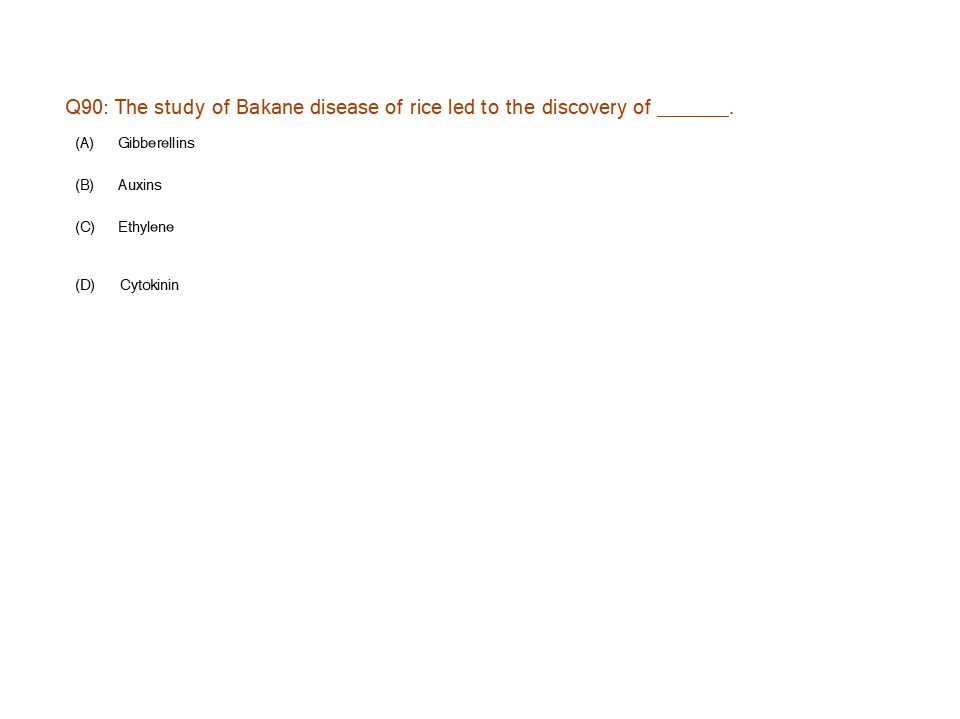 Q90: The study of Bakane disease of rice led to the discovery of _______.
(A) Gibberellins
(B) Auxins
(C) Ethylene
(D) Cytokinin